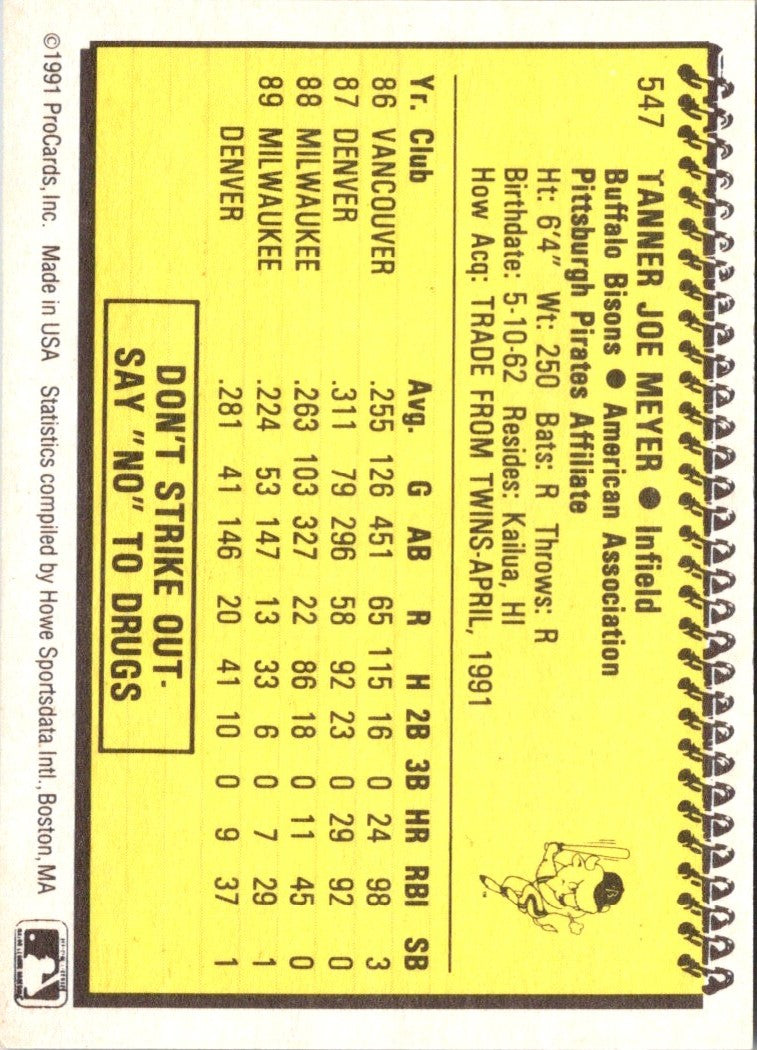 547 TANNER JOE MEYER ● Infield
Buffalo Bisons ● American Association
Pittsburgh Pirates Affiliate
Ht: 6'4" Wt: 250 Bats: R Throws: R
Birthdate: 5-10-62 Resides: Kailua, HI
How Acq: TRADE FROM TWINS-APRIL, 1991
Yr. Club Avg. G AB R H 2B 3B HR RBI SB
86 VANCOUVER .255 126 451 65 115 16 0 24 98 3
87 DENVER .311 79 296 58 92 23 0 29 92 0
88 MILWAUKEE .263 103 327 22 86 18 0 11 45 0
89 MILWAUKEE .224 53 147 13 33 6 0 7 29 1
DENVER .281 41 146 20 41 10 0 9 37 1
DON'T STRIKE OUT-
SAY "NO" TO DRUGS
©1991 ProCards, Inc. Made in USA Statistics compiled by Howe Sportsdata Intl., Boston, MA